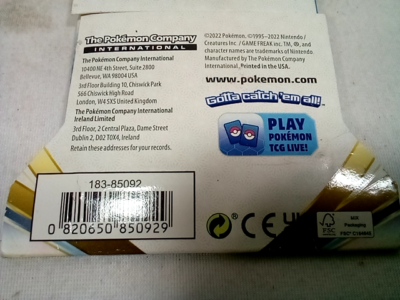 The Pokémon Company
INTERNATIONAL
The Pokémon Company International
10400 NE 4th Street, Suite 2800
Bellevue, WA 98004 USA
3rd Floor Building 10, Chiswick Park
566 Chiswick High Road
London, W4 5XS United Kingdom
The Pokémon Company International
Ireland Limited
3rd Floor, 2 Central Plaza, Dame Street
Dublin 2, D02 T0X4, Ireland
Retain these addresses for your records.
©2022 Pokémon. ©1995–2022 Nintendo /
Creatures Inc. / GAME FREAK inc. TM, ®, and
character names are trademarks of Nintendo.
Manufactured by The Pokémon Company
International. Printed in the USA.
www.pokemon.com
Gotta catch 'em all!
PLAY
POKÉMON
TCG LIVE!
183-85092
0 820650 850929
CE
FSC
MIX
Packaging